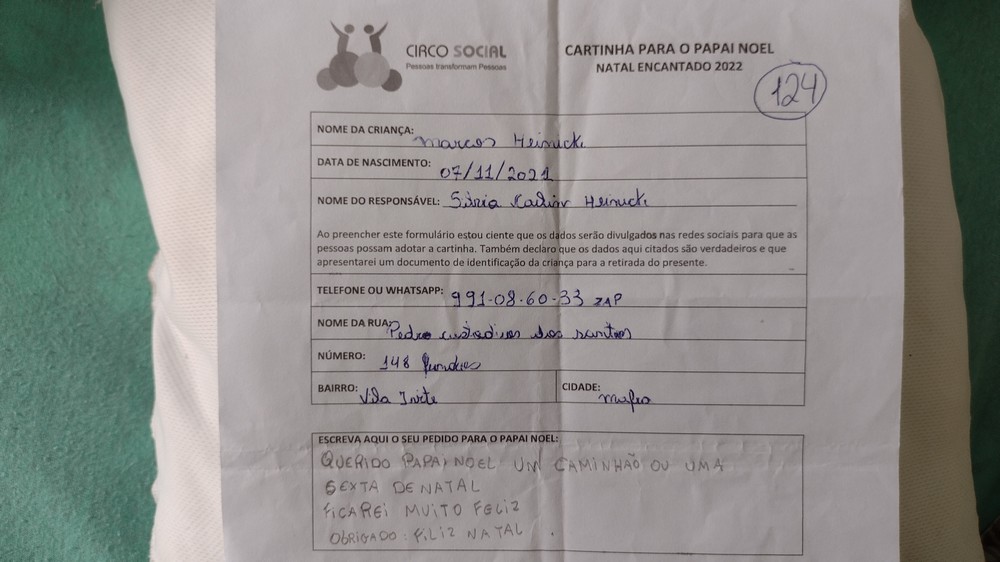 CIRCO SOCIAL
Pessoas transformam Pessoas
CARTINHA PARA O PAPAI NOEL
NATAL ENCANTADO 2022
124
NOME DA CRIANÇA: Marcos Heinick
DATA DE NASCIMENTO: 07/11/2021
NOME DO RESPONSÁVEL: Heinick
Ao preencher este formulário estou ciente que os dados serão divulgados nas redes sociais para que as
pessoas possam adotar a cartinha. Também declaro que os dados aqui citados são verdadeiros e que
apresentarei um documento de identificação da criança para a retirada do presente.
TELEFONE OU WHATSAPP: 991-08-60-33 ZAP
NOME DA RUA: Pedro custodios dos santos
NÚMERO: 148 fundos
BAIRRO: Vila
CIDADE:
ESCREVA AQUI O SEU PEDIDO PARA O PAPAI NOEL:
QUERIDO PAPAI NOEL UM CAMINHÃO OU UMA
SEXTA DE NATAL
FICAREI MUITO FELIZ
OBRIGADO: FILIZ NATAL.